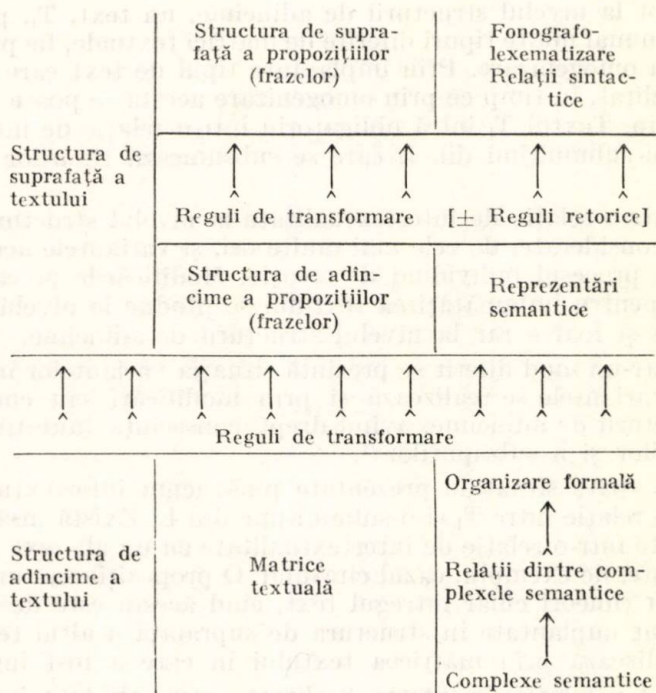 Structura de supra-
față a propozițiilor
(frazelor)
Fonografo-
lexematizare
Relații sintac-
tice
Structura de
suprafață a
textului
Reguli de transformare [± Reguli retorice]
Structura de adîn-
cime a propozițiilor
(frazelor)
Reprezentări
semantice
Reguli de transformare
Structura de
adîncime a
textului
Matrice
textuală
Organizare formală
Relații dintre com-
plexele semantice
Complexe semantice